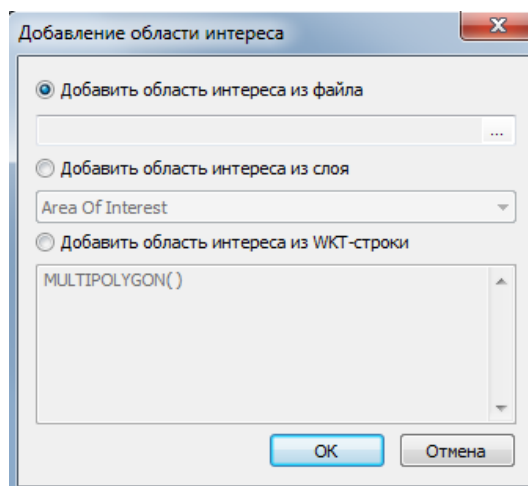 Добавление области интереса
Добавить область интереса из файла
...
Добавить область интереса из слоя
Area Of Interest
Добавить область интереса из WKT-строки
MULTIPOLYGON()
OK
Отмена